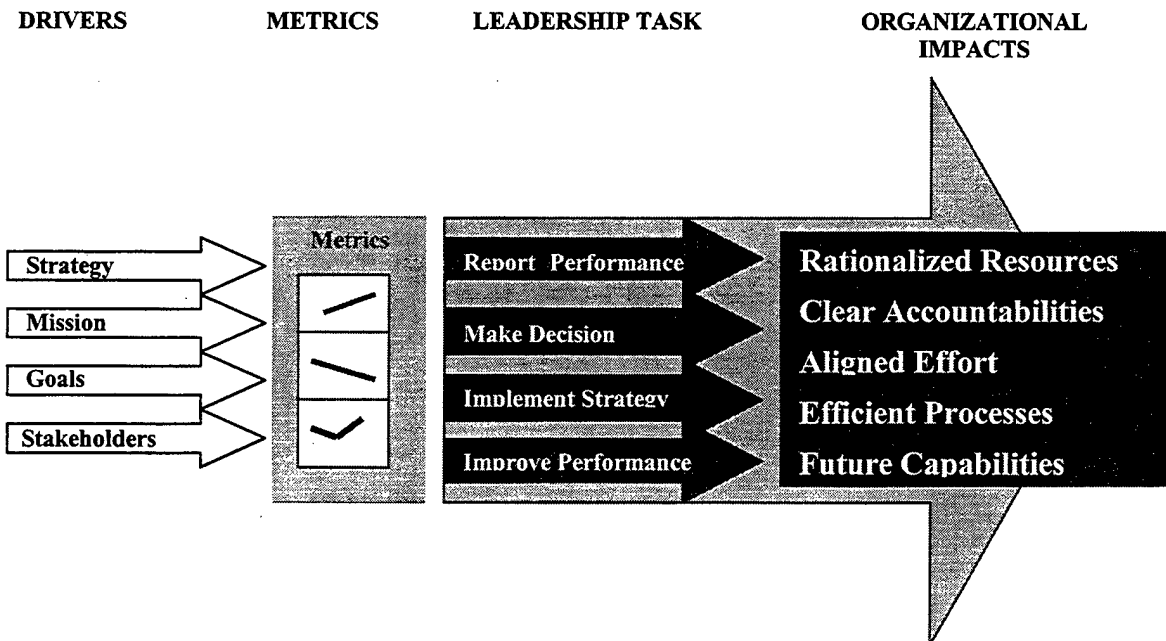 DRIVERS
METRICS
LEADERSHIP TASK
ORGANIZATIONAL
IMPACTS
Strategy
Mission
Goals
Stakeholders
Metrics
Report Performance
Make Decision
Implement Strategy
Improve Performance
Rationalized Resources
Clear Accountabilities
Aligned Effort
Efficient Processes
Future Capabilities